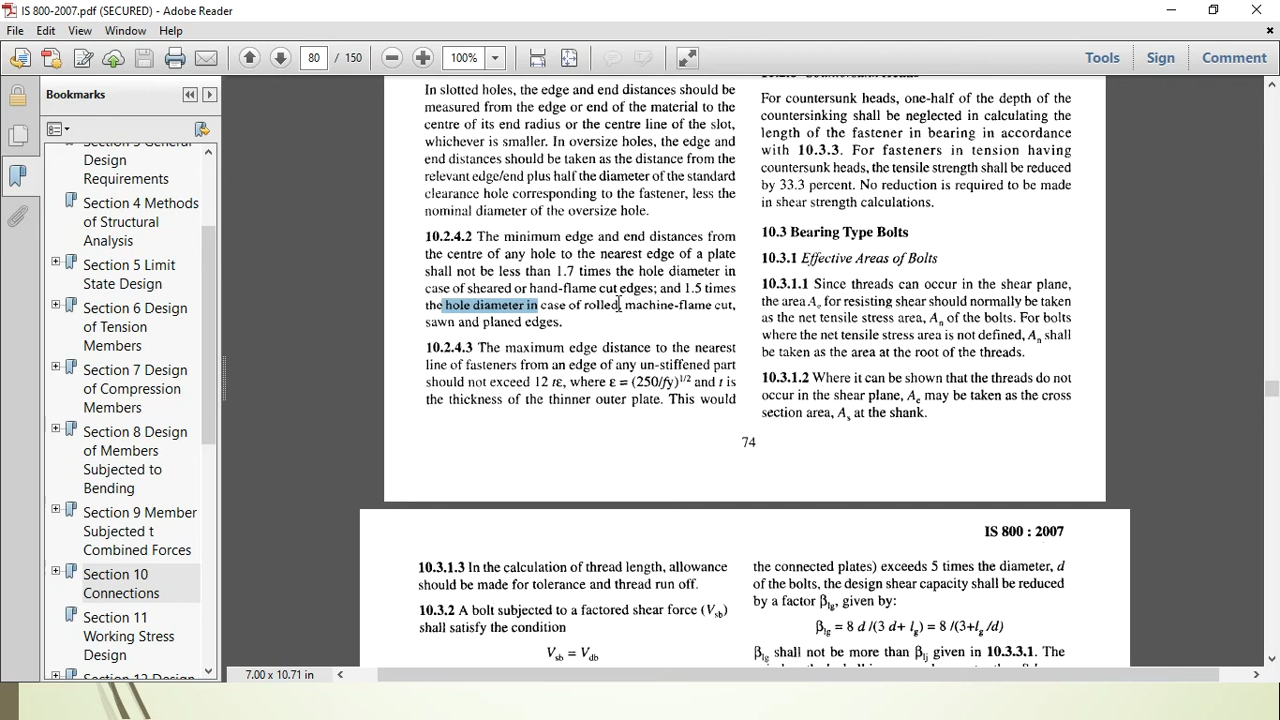 IS 800-2007.pdf (SECURED) - Adobe Reader
File Edit View Window Help
80 / 150
100%
Tools Sign Comment
Bookmarks
Design
Requirements
Section 4 Methods
of Structural
Analysis
Section 5 Limit
State Design
Section 6 Design
of Tension
Members
Section 7 Design
of Compression
Members
Section 8 Design
of Members
Subjected to
Bending
Section 9 Member
Subjected t
Combined Forces
Section 10
Connections
Section 11
Working Stress
Design
Section 12 Design
7.00 x 10.71 in
In slotted holes, the edge and end distances should be
measured from the edge or end of the material to the
centre of its end radius or the centre line of the slot,
whichever is smaller. In oversize holes, the edge and
end distances should be taken as the distance from the
relevant edge/end plus half the diameter of the standard
clearance hole corresponding to the fastener, less the
nominal diameter of the oversize hole.
10.2.4.2 The minimum edge and end distances from
the centre of any hole to the nearest edge of a plate
shall not be less than 1.7 times the hole diameter in
case of sheared or hand-flame cut edges; and 1.5 times
the hole diameter in case of rolled, machine-flame cut,
sawn and planed edges.
10.2.4.3 The maximum edge distance to the nearest
line of fasteners from an edge of any un-stiffened part
should not exceed 12 tε, where ε = (250/fy)1/2 and t is
the thickness of the thinner outer plate. This would
For countersunk heads, one-half of the depth of the
countersinking shall be neglected in calculating the
length of the fastener in bearing in accordance
with 10.3.3. For fasteners in tension having
countersunk heads, the tensile strength shall be reduced
by 33.3 percent. No reduction is required to be made
in shear strength calculations.
10.3 Bearing Type Bolts
10.3.1 Effective Areas of Bolts
10.3.1.1 Since threads can occur in the shear plane,
the area Ae for resisting shear should normally be taken
as the net tensile stress area, An of the bolts. For bolts
where the net tensile stress area is not defined, An shall
be taken as the area at the root of the threads.
10.3.1.2 Where it can be shown that the threads do not
occur in the shear plane, Ae may be taken as the cross
section area, As at the shank.
74
IS 800 : 2007
10.3.1.3 In the calculation of thread length, allowance
should be made for tolerance and thread run off.
10.3.2 A bolt subjected to a factored shear force (Vsb)
shall satisfy the condition
Vsb = Vdb
the connected plates) exceeds 5 times the diameter, d
of the bolts, the design shear capacity shall be reduced
by a factor βlg, given by:
βlg = 8 d /(3 d+ lg) = 8 /(3+lg /d)
βlg shall not be more than βlj given in 10.3.3.1. The